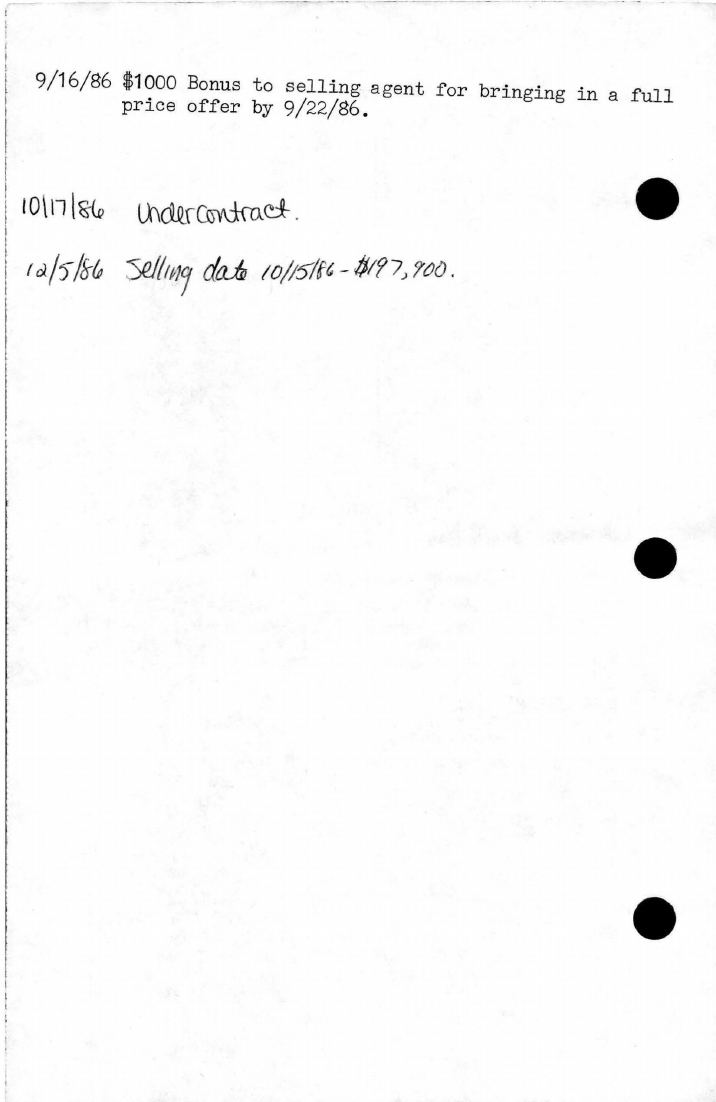 9/16/86 $1000 Bonus to selling agent for bringing in a full
price offer by 9/22/86.
10/17/86 Under Contract.
12/5/86 Selling date 10/15/86 - $197,900.